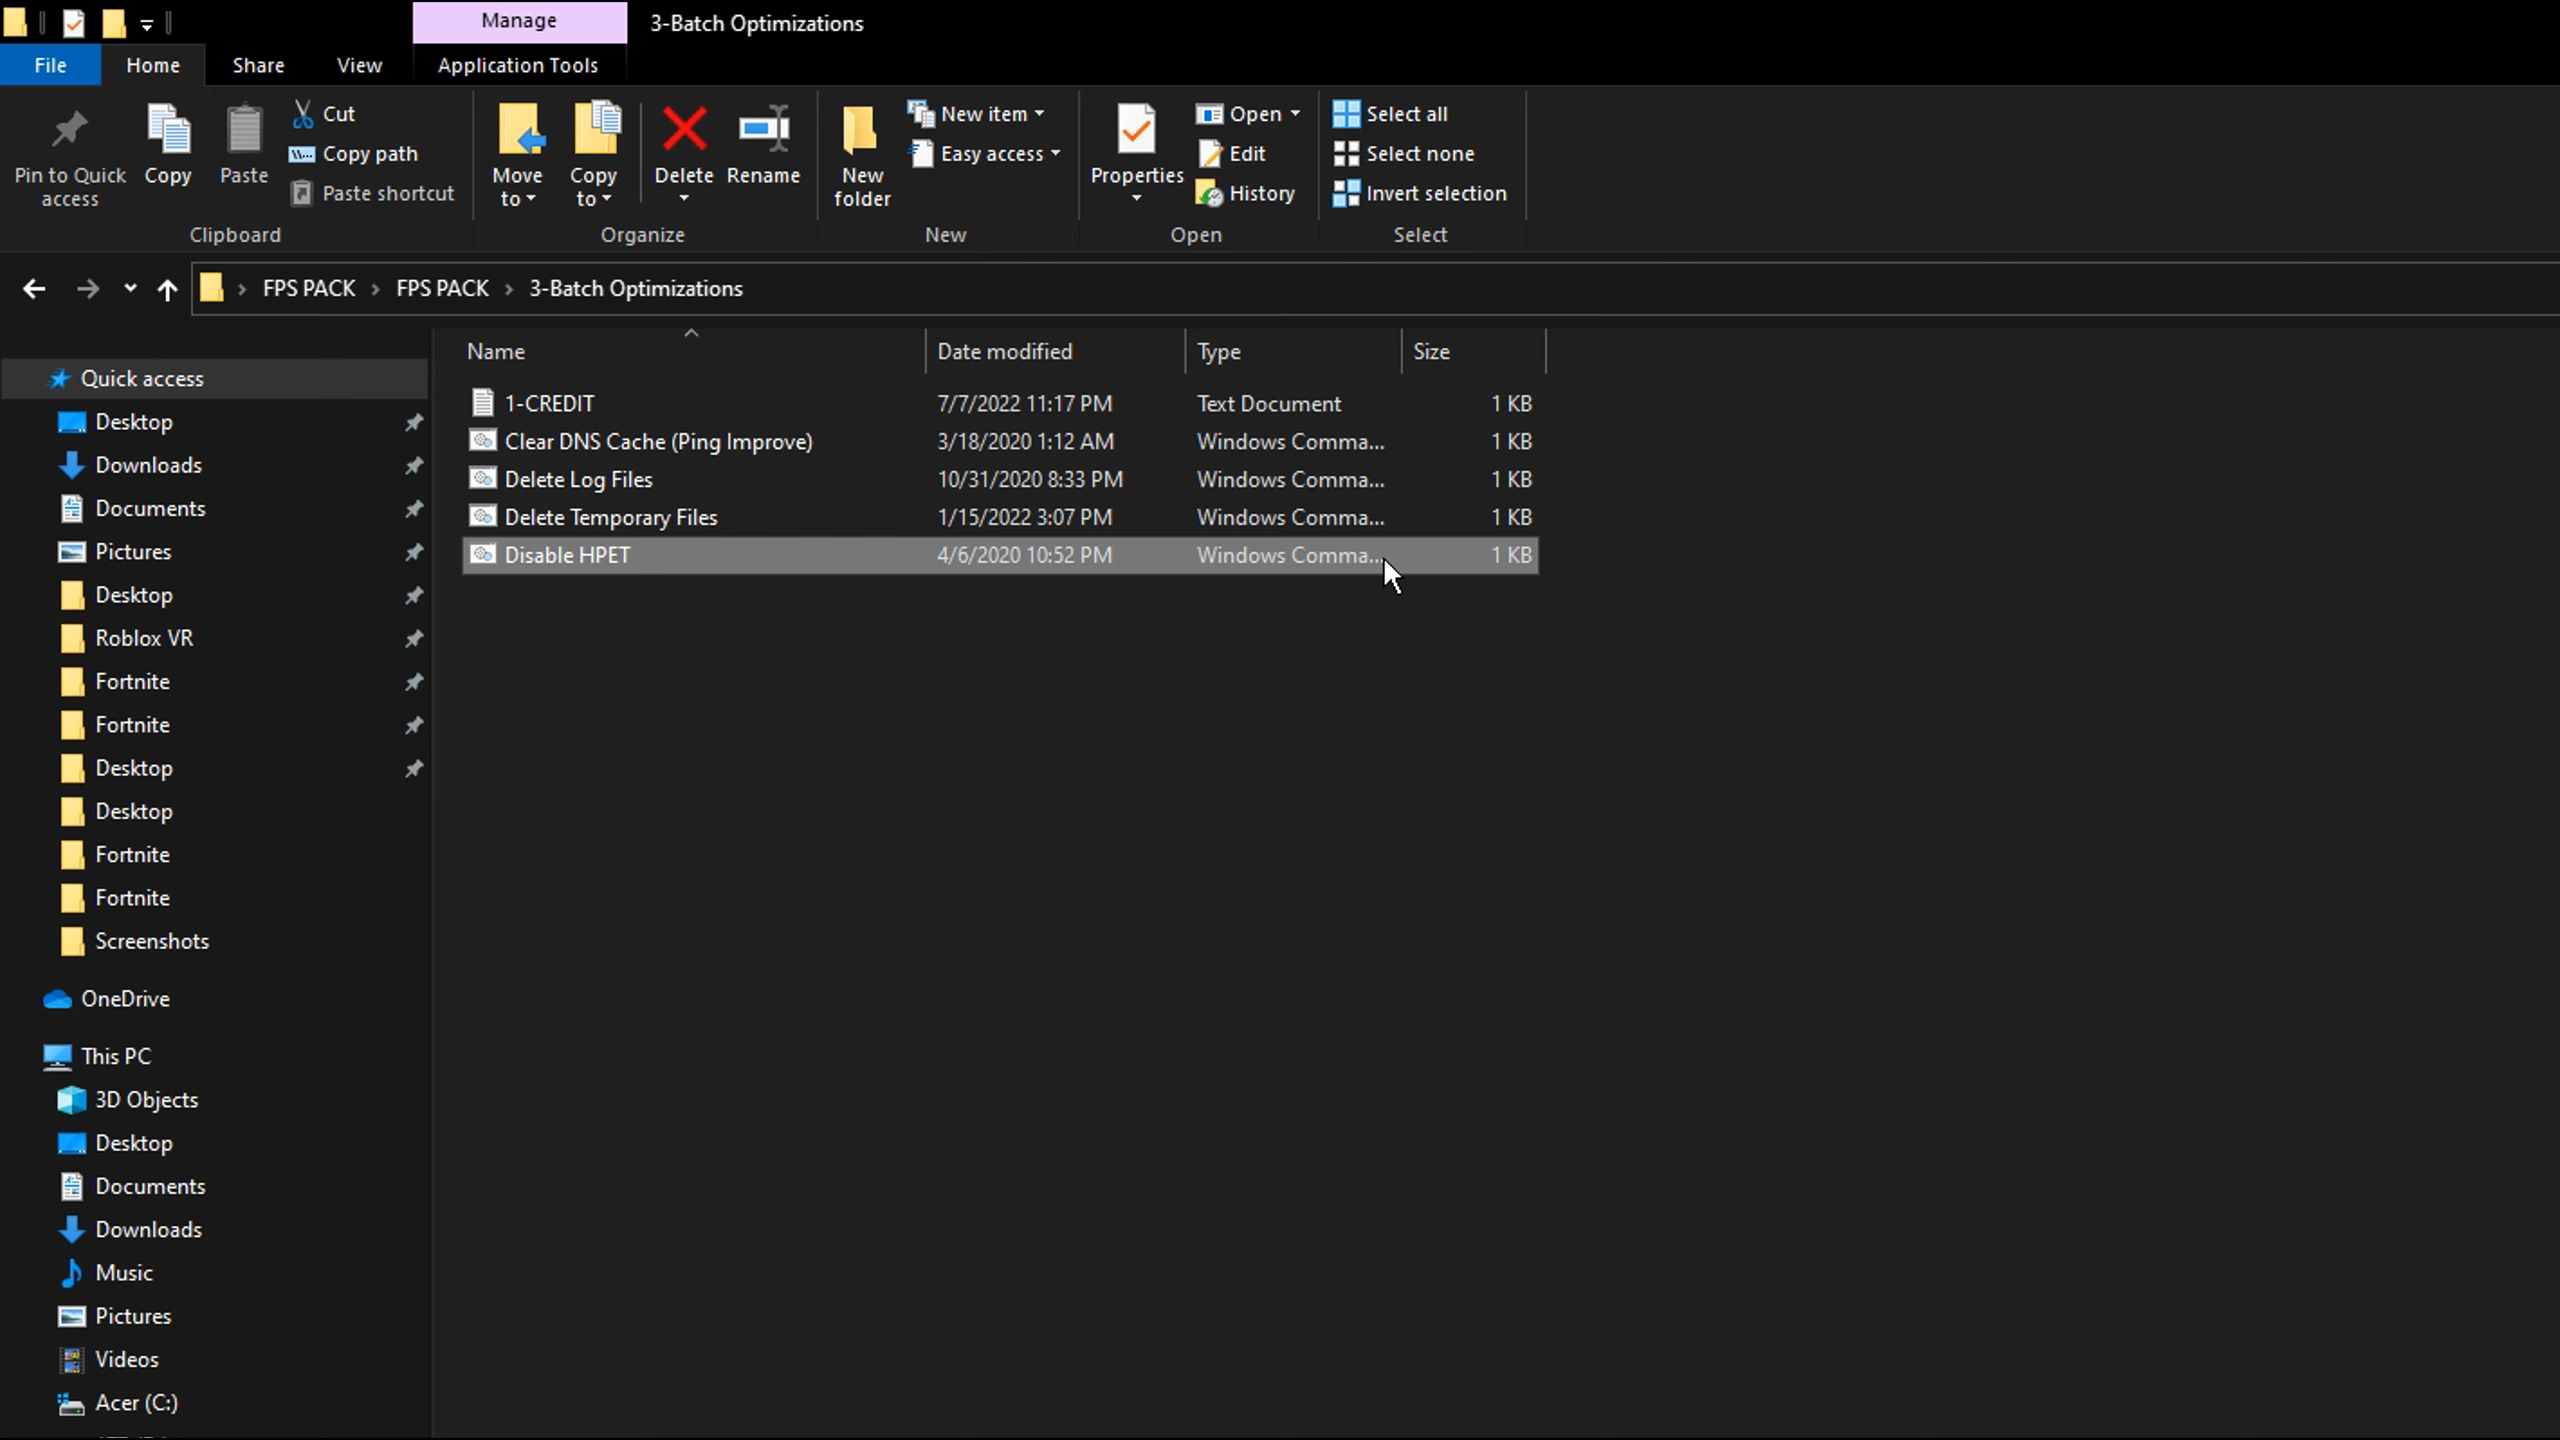 Manage
3-Batch Optimizations
File
Home
Share
View
Application Tools
Pin to Quick
access
Copy
Paste
Cut
Copy path
Paste shortcut
Clipboard
Move
to
Copy
to
Delete
Rename
Organize
New
folder
New item
Easy access
New
Properties
Open
Edit
History
Open
Select all
Select none
Invert selection
Select
FPS PACK > FPS PACK > 3-Batch Optimizations
Name Date modified Type Size
1-CREDIT 7/7/2022 11:17 PM Text Document 1 KB
Clear DNS Cache (Ping Improve) 3/18/2020 1:12 AM Windows Comma... 1 KB
Delete Log Files 10/31/2020 8:33 PM Windows Comma... 1 KB
Delete Temporary Files 1/15/2022 3:07 PM Windows Comma... 1 KB
Disable HPET 4/6/2020 10:52 PM Windows Comma... 1 KB
Quick access
Desktop
Downloads
Documents
Pictures
Desktop
Roblox VR
Fortnite
Fortnite
Desktop
Desktop
Fortnite
Fortnite
Screenshots
OneDrive
This PC
3D Objects
Desktop
Documents
Downloads
Music
Pictures
Videos
Acer (C:)